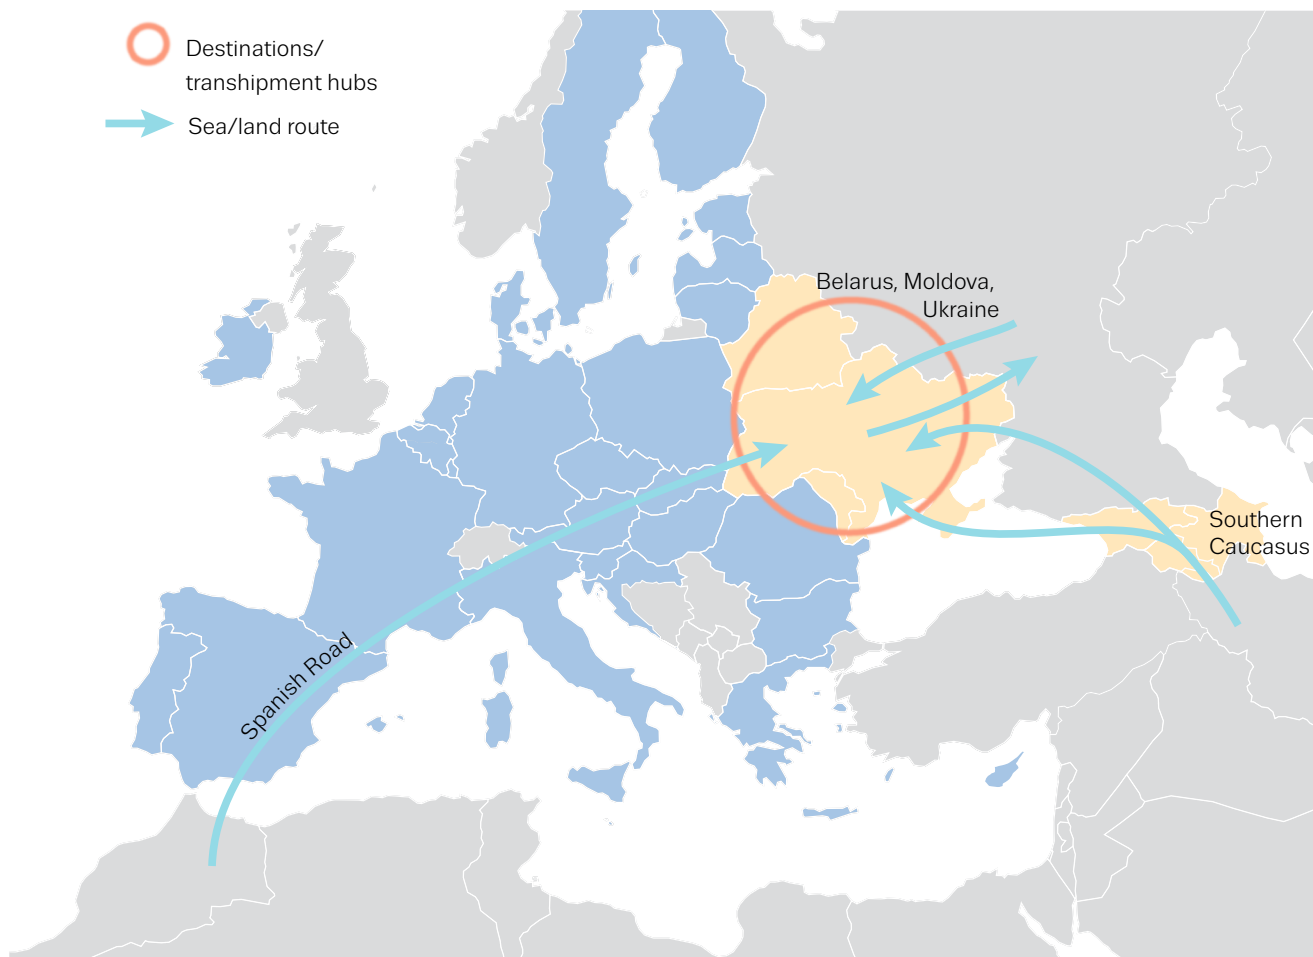 Destinations/
transhipment hubs
Sea/land route
Belarus, Moldova,
Ukraine
Southern
Caucasus
Spanish Road